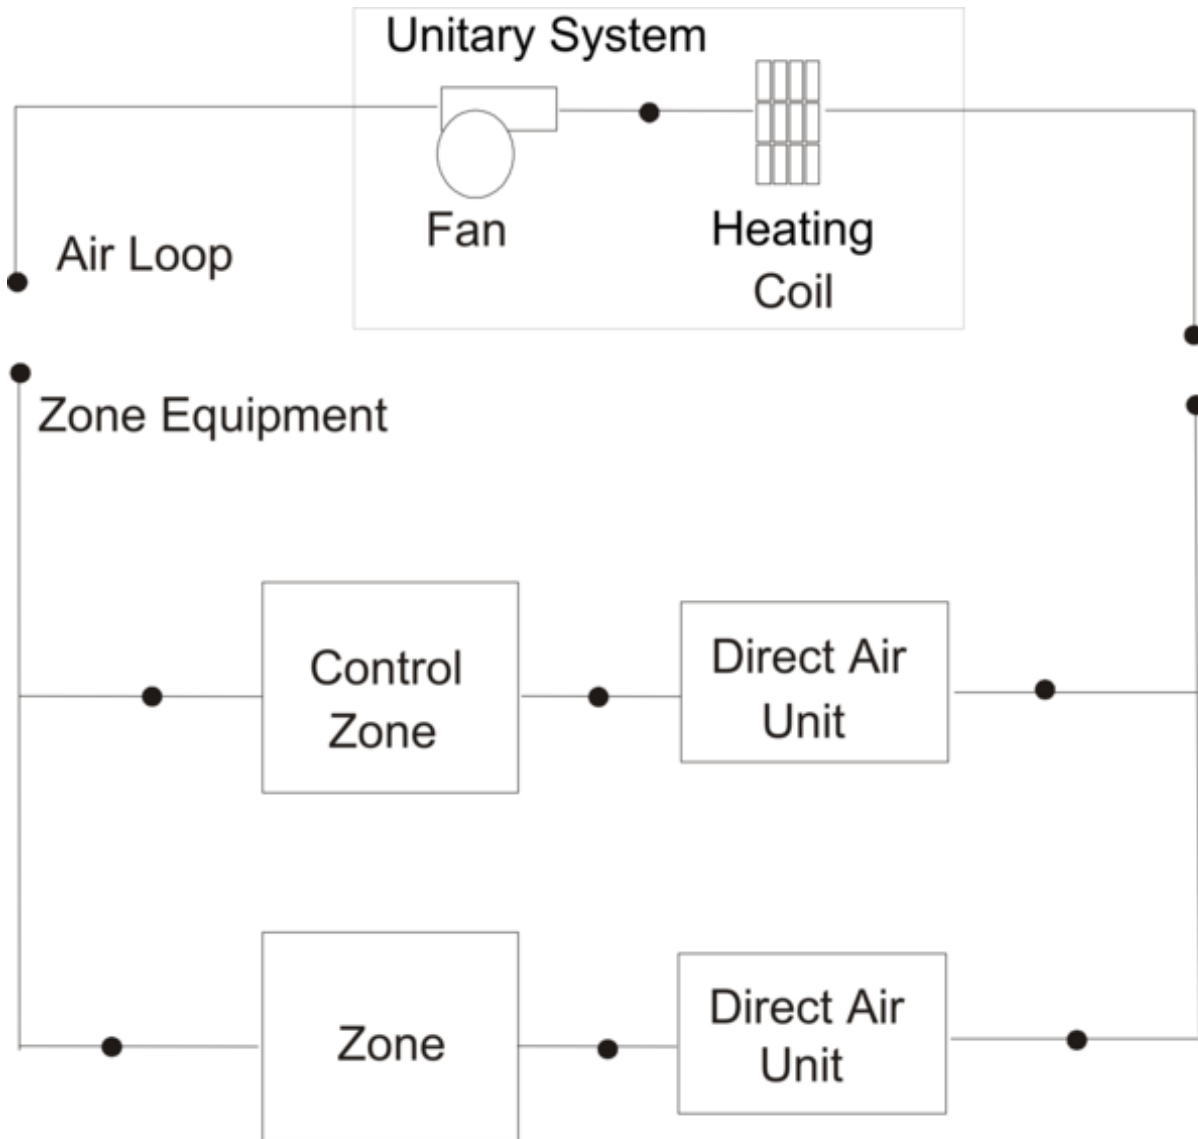 Unitary System
Fan
Heating
Coil
Air Loop
Zone Equipment
Control
Zone
Direct Air
Unit
Zone
Direct Air
Unit